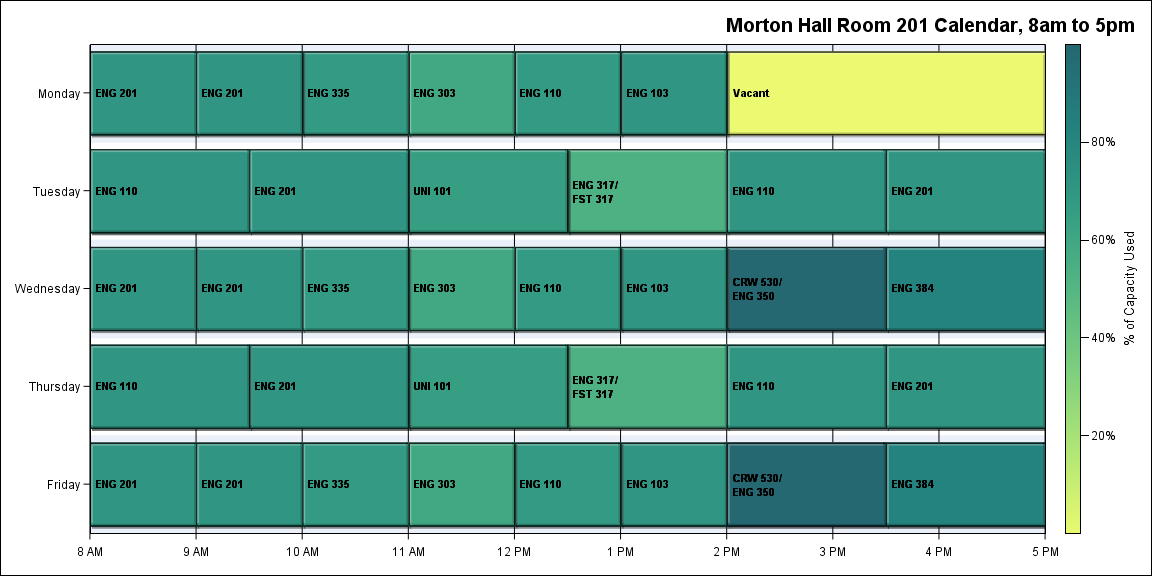 Morton Hall Room 201 Calendar, 8am to 5pm
Monday
ENG 201
ENG 201
ENG 335
ENG 303
ENG 110
ENG 103
Vacant
Tuesday
ENG 110
ENG 201
UNI 101
ENG 317/
FST 317
ENG 110
ENG 201
Wednesday
ENG 201
ENG 201
ENG 335
ENG 303
ENG 110
ENG 103
CRW 530/
ENG 350
ENG 384
Thursday
ENG 110
ENG 201
UNI 101
ENG 317/
FST 317
ENG 110
ENG 201
Friday
ENG 201
ENG 201
ENG 335
ENG 303
ENG 110
ENG 103
CRW 530/
ENG 350
ENG 384
8 AM
9 AM
10 AM
11 AM
12 PM
1 PM
2 PM
3 PM
4 PM
5 PM
80%
60%
40%
20%
% of Capacity Used